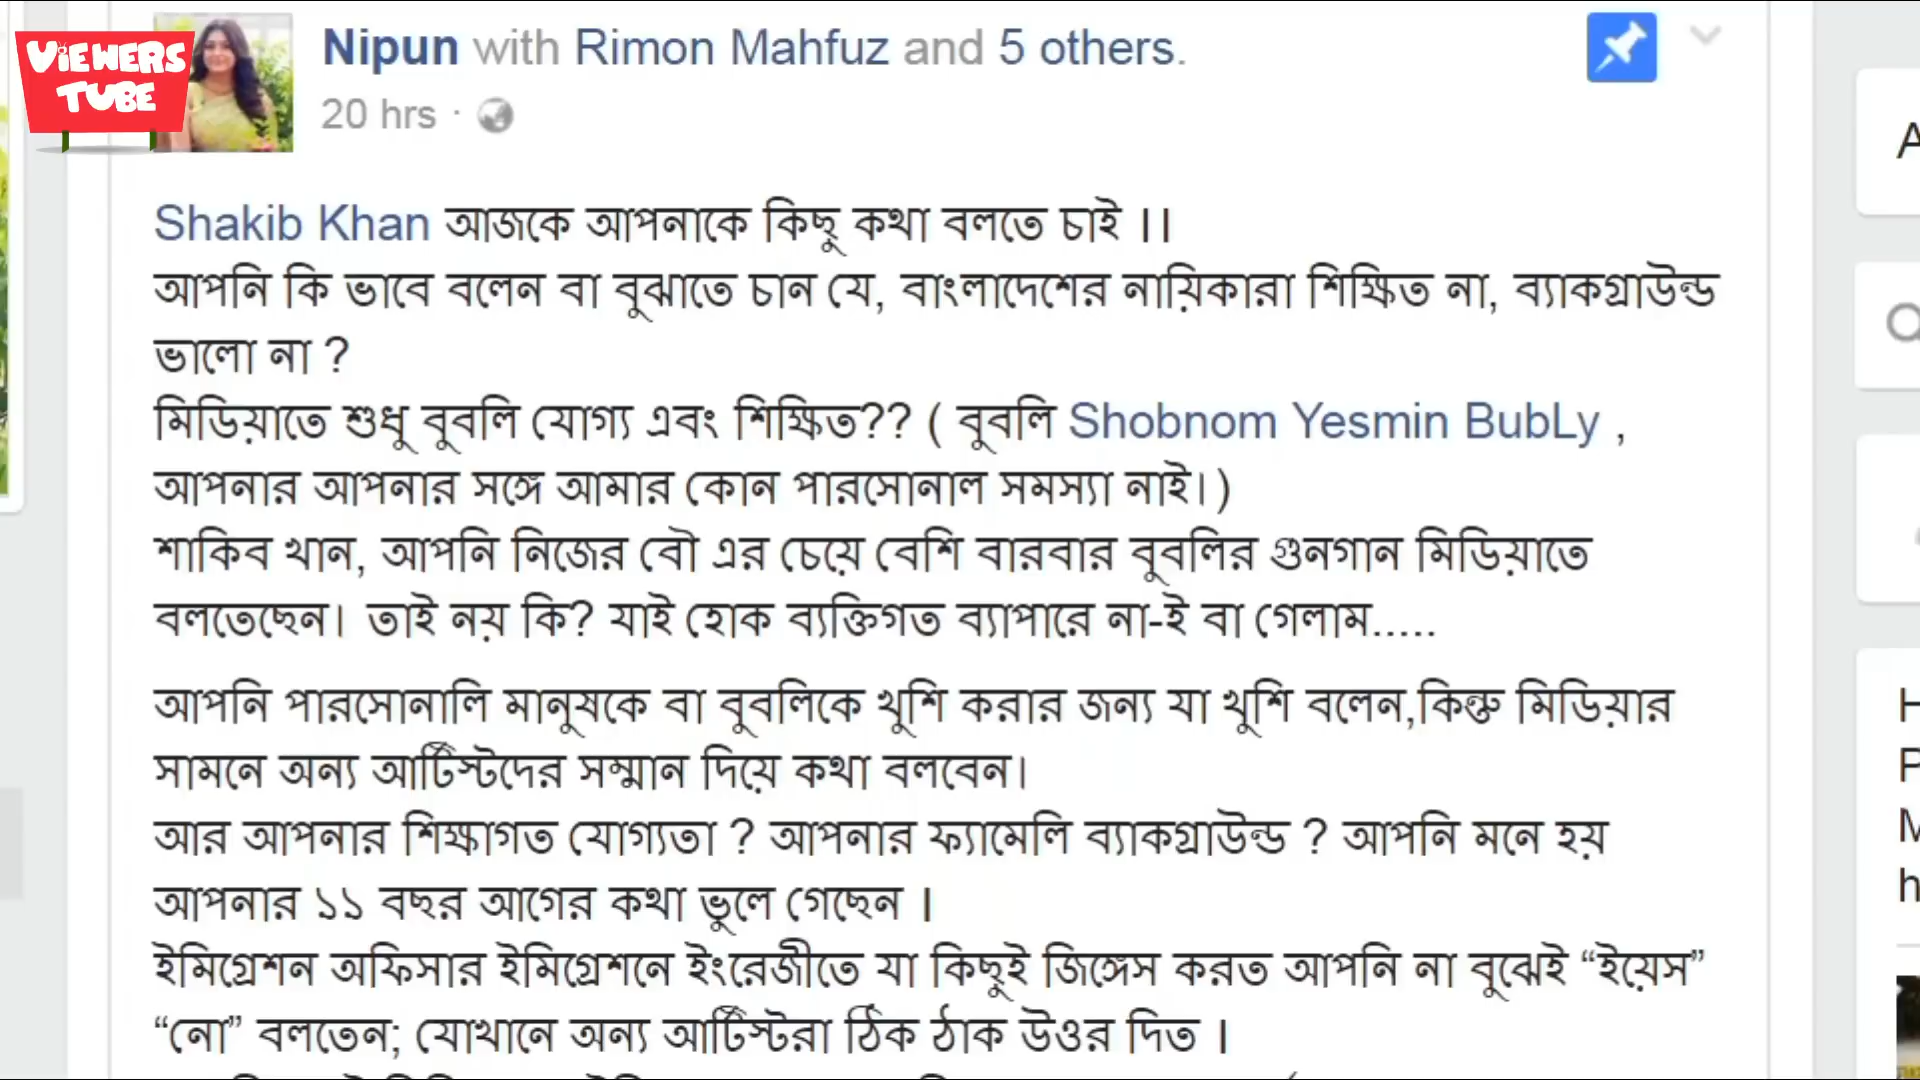 ViEWERS
TUBE
Nipun with Rimon Mahfuz and 5 others.
20 hrs ·
Shakib Khan আজকে আপনাকে কিছু কথা বলতে চাই ।।
আপনি কি ভাবে বলেন বা বুঝাতে চান যে, বাংলাদেশের নায়িকারা শিক্ষিত না, ব্যাকগ্রাউন্ড
ভালো না ?
মিডিয়াতে শুধু বুবলি যোগ্য এবং শিক্ষিত?? ( বুবলি Shobnom Yesmin BubLy ,
আপনার আপনার সঙ্গে আমার কোন পারসোনাল সমস্যা নাই।)
শাকিব খান, আপনি নিজের বৌ এর চেয়ে বেশি বারবার বুবলির গুনগান মিডিয়াতে
বলতেছেন। তাই নয় কি? যাই হোক ব্যক্তিগত ব্যাপারে না-ই বা গেলাম.....
আপনি পারসোনালি মানুষকে বা বুবলিকে খুশি করার জন্য যা খুশি বলেন,কিন্তু মিডিয়ার
সামনে অন্য আর্টিস্টদের সম্মান দিয়ে কথা বলবেন।
আর আপনার শিক্ষাগত যোগ্যতা ? আপনার ফ্যামেলি ব্যাকগ্রাউন্ড ? আপনি মনে হয়
আপনার ১১ বছর আগের কথা ভুলে গেছেন ।
ইমিগ্রেশন অফিসার ইমিগ্রেশনে ইংরেজীতে যা কিছুই জিঙ্গেস করত আপনি না বুঝেই “ইয়েস”
“নো” বলতেন; যোখানে অন্য আর্টিস্টরা ঠিক ঠাক উওর দিত ।